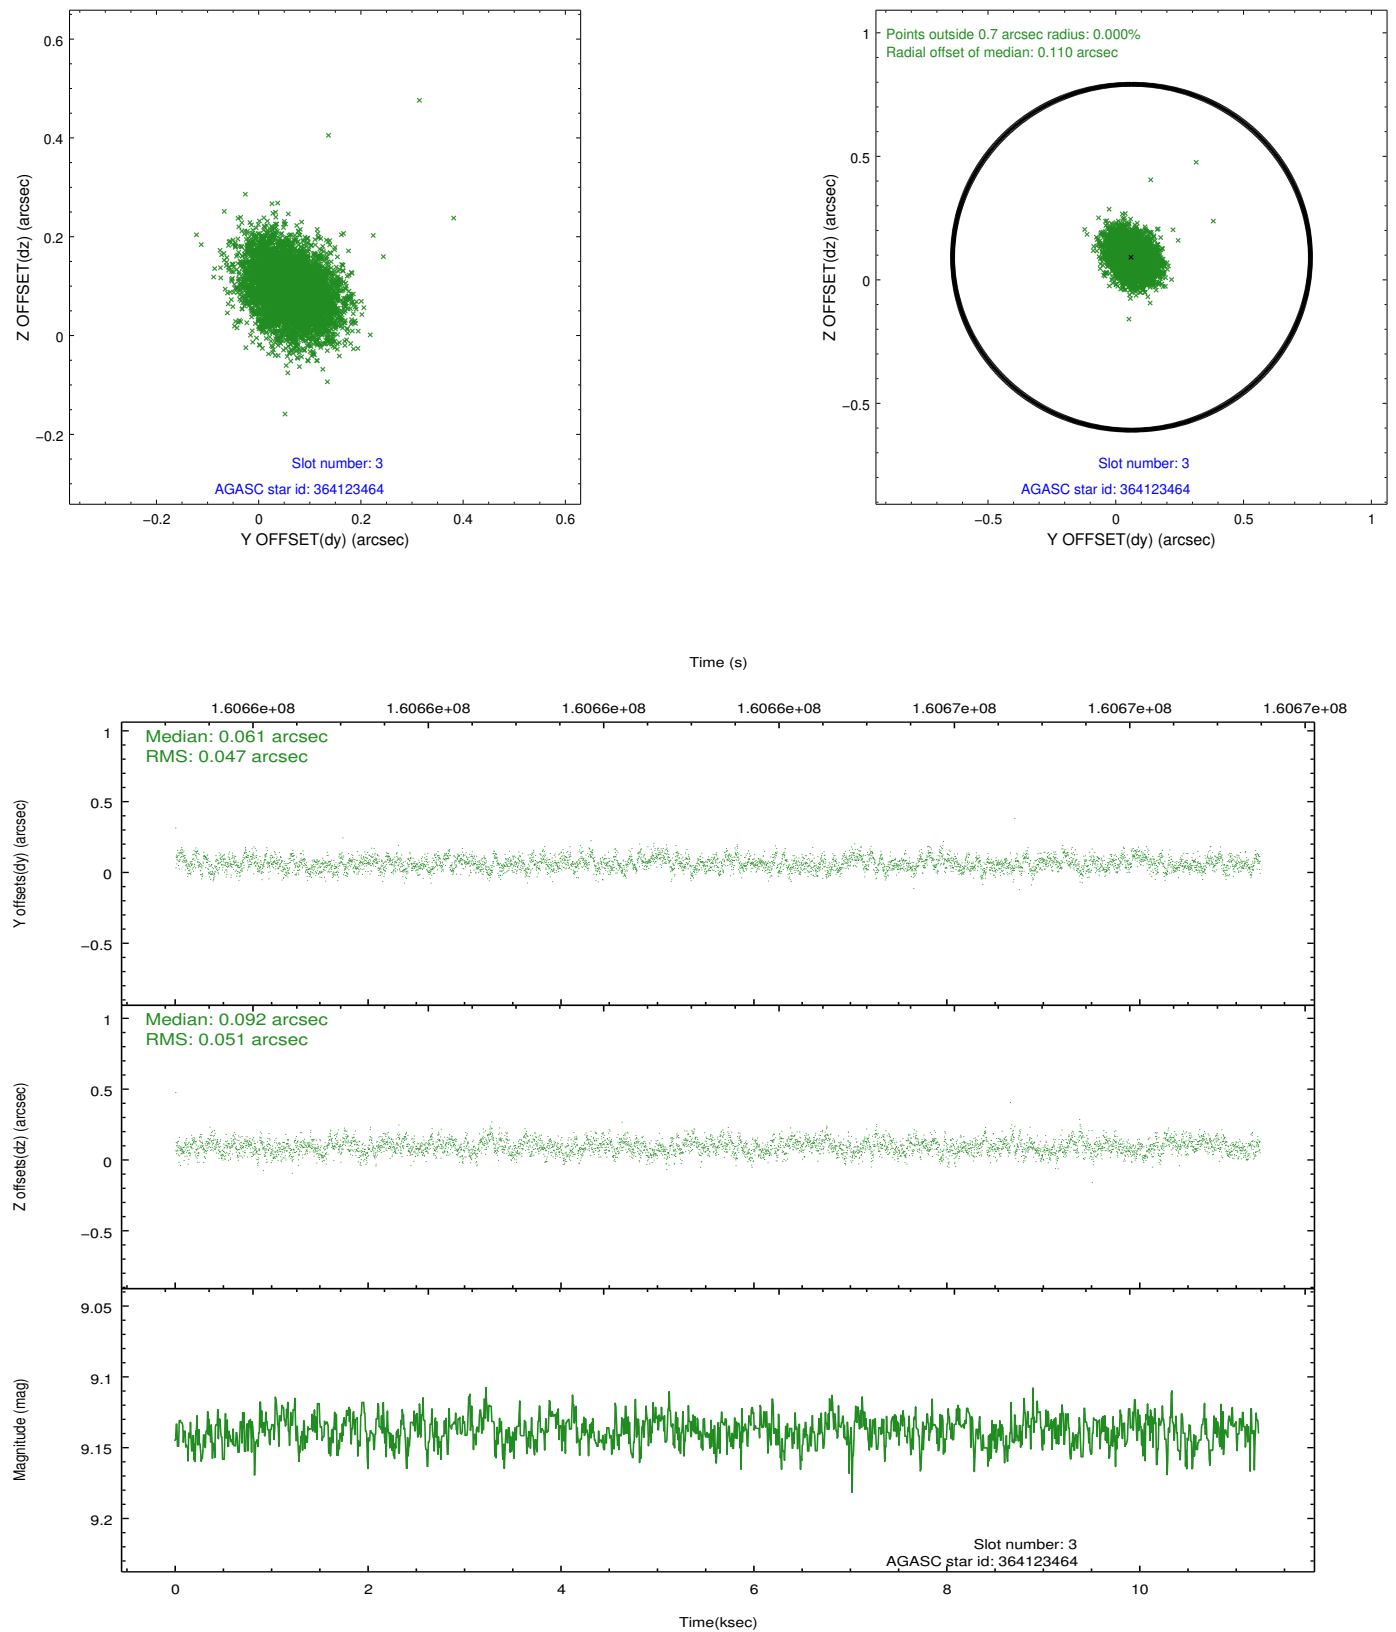 0.6
0.4
0.2
0
−0.2
Z OFFSET(dz) (arcsec)
Slot number: 3
AGASC star id: 364123464
−0.2 0 0.2 0.4 0.6
Y OFFSET(dy) (arcsec)
Points outside 0.7 arcsec radius: 0.000%
Radial offset of median: 0.110 arcsec
1
0.5
0
−0.5
Z OFFSET(dz) (arcsec)
Slot number: 3
AGASC star id: 364123464
−0.5 0 0.5 1
Y OFFSET(dy) (arcsec)
Time (s)
1.6066e+08 1.6066e+08 1.6066e+08 1.6066e+08 1.6067e+08 1.6067e+08 1.6067e+08
Median: 0.061 arcsec
RMS: 0.047 arcsec
1
0.5
0
−0.5
Y offsets(dy) (arcsec)
Median: 0.092 arcsec
RMS: 0.051 arcsec
1
0.5
0
−0.5
Z offsets(dz) (arcsec)
9.05
9.1
9.15
9.2
Magnitude (mag)
Slot number: 3
AGASC star id: 364123464
0 2 4 6 8 10
Time(ksec)